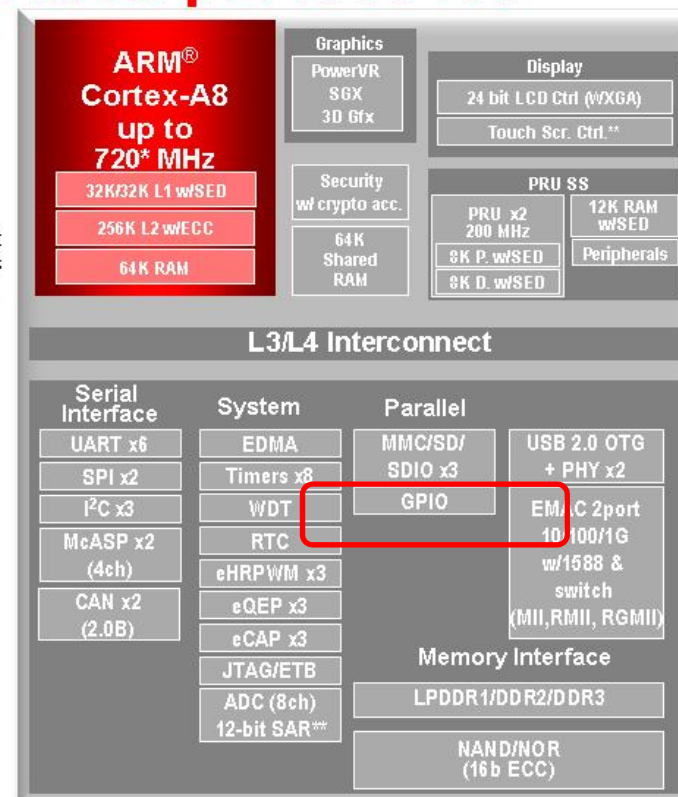 ARM®
Cortex-A8
up to
720* MHz
32K/32K L1 w/SED
256K L2 w/ECC
64K RAM
Graphics
PowerVR
SGX
3D Gfx
Display
24 bit LCD Ctrl (WXGA)
Touch Scr. Ctrl.**
Security
w/ crypto acc.
64K
Shared
RAM
PRU SS
PRU x2
200 MHz
8K P. w/SED
8K D. w/SED
12K RAM
w/SED
Peripherals
L3/L4 Interconnect
Serial
Interface
UART x6
SPI x2
I²C x3
McASP x2
(4ch)
CAN x2
(2.0B)
System
EDMA
Timers x8
WDT
RTC
eHRPWM x3
eQEP x3
eCAP x3
JTAG/ETB
ADC (8ch)
12-bit SAR**
Parallel
MMC/SD/
SDIO x3
GPIO
USB 2.0 OTG
+ PHY x2
EMAC 2port
10/100/1G
w/1588 &
switch
(MII,RMII, RGMII)
Memory Interface
LPDDR1/DDR2/DDR3
NAND/NOR
(16b ECC)